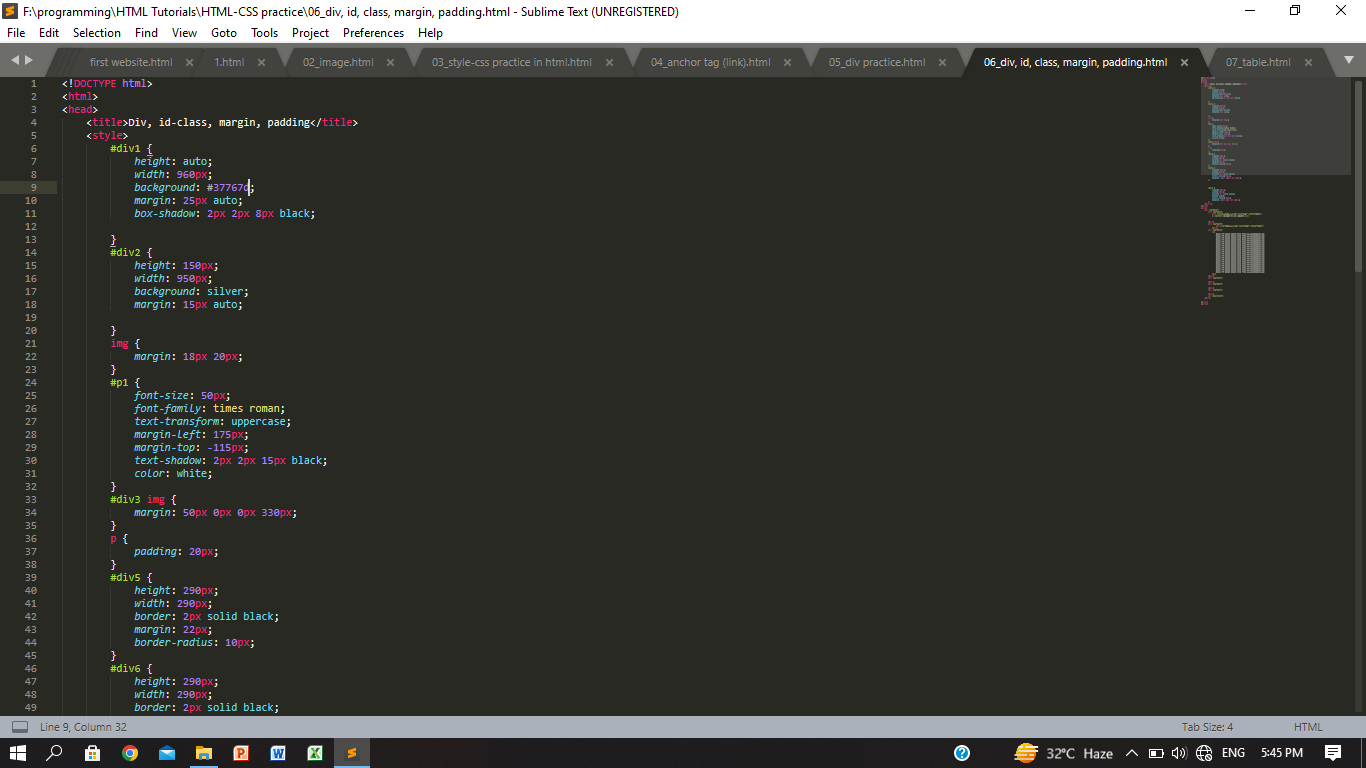 F:\programming\HTML Tutorials\HTML-CSS practice\06_div, id, class, margin, padding.html - Sublime Text (UNREGISTERED)
File Edit Selection Find View Goto Tools Project Preferences Help
first website.html 1.html 02_image.html 03_style-css practice in html.html 04_anchor tag (link).html 05_div practice.html 06_div, id, class, margin, padding.html 07_table.html
1 <!DOCTYPE html>
2 <html>
3 <head>
4 <title>Div, id-class, margin, padding</title>
5 <style>
6 #div1 {
7 height: auto;
8 width: 960px;
9 background: #37767d;
10 margin: 25px auto;
11 box-shadow: 2px 2px 8px black;
12
13 }
14 #div2 {
15 height: 150px;
16 width: 950px;
17 background: silver;
18 margin: 15px auto;
19
20 }
21 img {
22 margin: 18px 20px;
23 }
24 #p1 {
25 font-size: 50px;
26 font-family: times roman;
27 text-transform: uppercase;
28 margin-left: 175px;
29 margin-top: -115px;
30 text-shadow: 2px 2px 15px black;
31 color: white;
32 }
33 #div3 img {
34 margin: 50px 0px 0px 330px;
35 }
36 p {
37 padding: 20px;
38 }
39 #div5 {
40 height: 290px;
41 width: 290px;
42 border: 2px solid black;
43 margin: 22px;
44 border-radius: 10px;
45 }
46 #div6 {
47 height: 290px;
48 width: 290px;
49 border: 2px solid black;
Line 9, Column 32 Tab Size: 4 HTML
32°C Haze ENG 5:45 PM